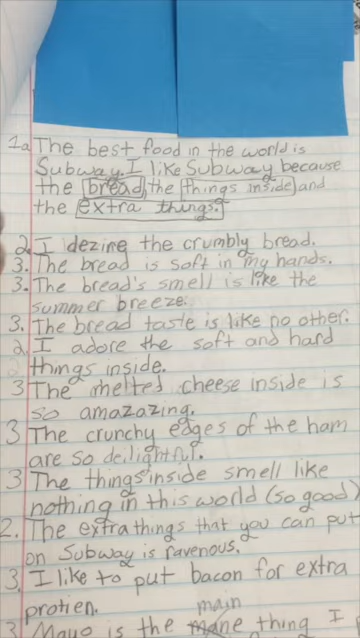 1a The best food in the world is
Subway. I like Subway because
the bread, the things inside and
the extra things.
2. I dezine the crumbly bread.
3. The bread is soft in my hands.
3. The bread's smell is like the
summer breeze.
3. The bread taste is like no other.
2. I adore the soft and hard
things inside.
3 The melted cheese inside is
so amazazing.
3 The crunchy edges of the ham
are so deilightful.
3 The things inside smell like
nothing in this world (so good)
2. The extra things that you can put
on Subway is ravenous.
3. I like to put bacon for extra
protien. main
3 Mayo is the mane thing I